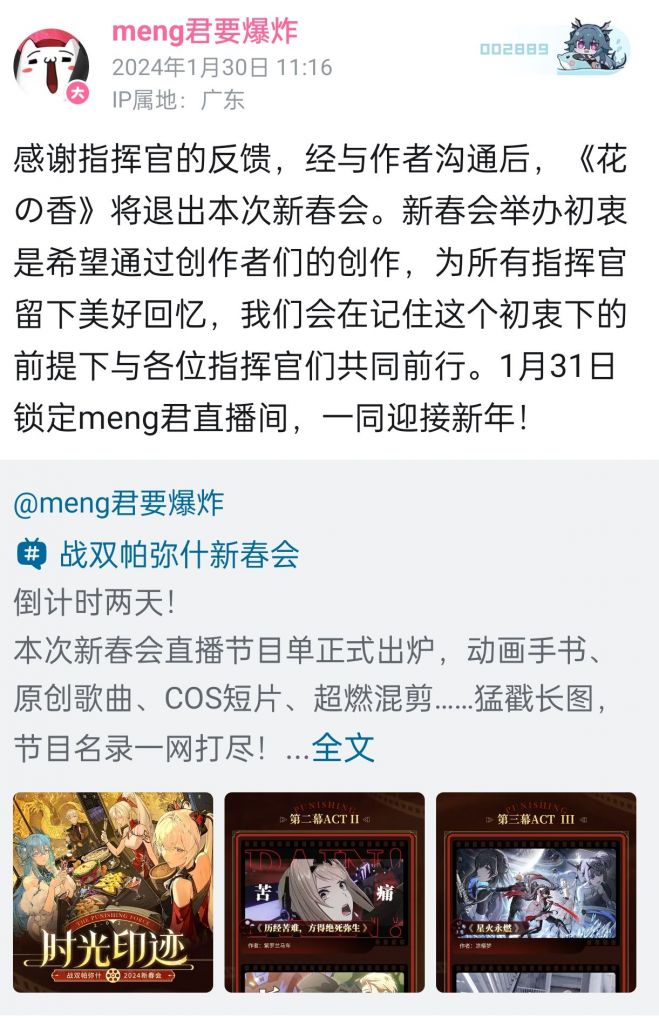 meng君要爆炸
2024年1月30日 11:16
IP属地：广东
002889
大
感谢指挥官的反馈，经与作者沟通后，《花
の香》将退出本次新春会。新春会举办初衷
是希望通过创作者们的创作，为所有指挥官
留下美好回忆，我们会在记住这个初衷下的
前提下与各位指挥官们共同前行。1月31日
锁定meng君直播间，一同迎接新年！
@meng君要爆炸
# 战双帕弥什新春会
倒计时两天！
本次新春会直播节目单正式出炉，动画手书、
原创歌曲、COS短片、超燃混剪……猛戳长图，
节目名录一网打尽！...全文
THE PUNISHING FORCE
时光印迹
战双帕弥什 2024新春会
PUNISHING
第二幕ACT II
苦 痛
《历经苦难，方得绝死弥生》
作者：紫罗兰马车
PUNISHING
第三幕ACT III
《星火永燃》